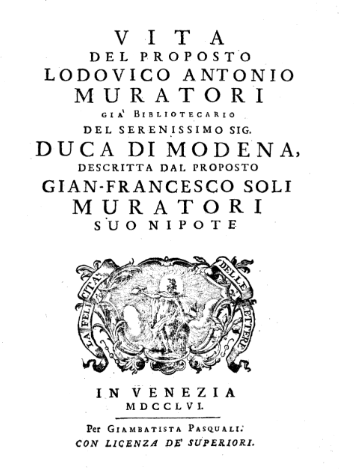 VITA
DEL PROPOSTO
LODOVICO ANTONIO
MURATORI
GIA' BIBLIOTECARIO
DEL SERENISSIMO SIG.
DUCA DI MODENA,
DESCRITTA DAL PROPOSTO
GIAN-FRANCESCO SOLI
MURATORI
SUO NIPOTE
LA FELICITA DELLE LETTERE
IN VENEZIA
MDCCLVI.
Per GIAMBATISTA PASQUALI.
CON LICENZA DE' SUPERIORI.